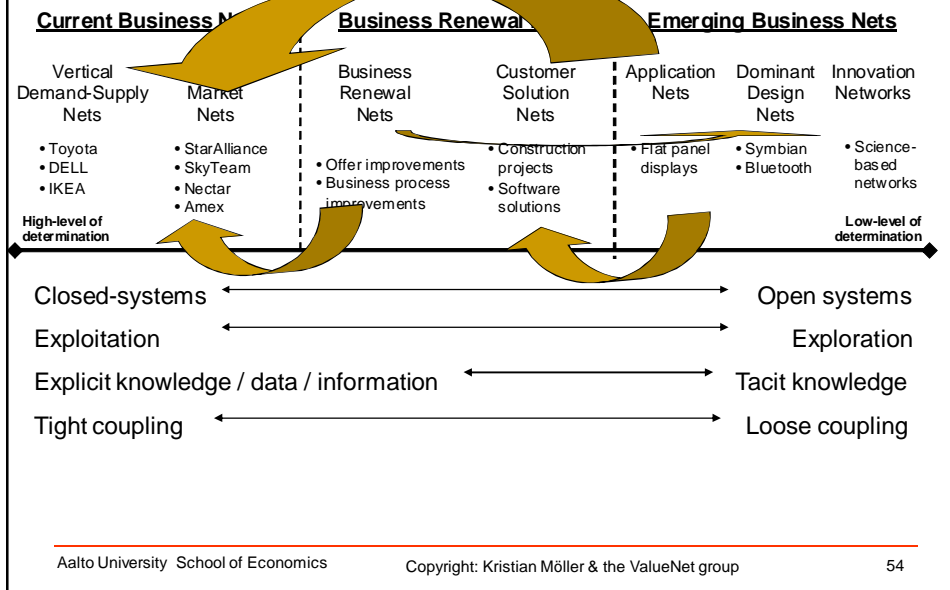 Current Business N
Business Renewal
Emerging Business Nets
Vertical
Demand-Supply
Nets
Market
Nets
Business
Renewal
Nets
Customer
Solution
Nets
Application
Nets
Dominant
Design
Nets
Innovation
Networks
• Toyota
• DELL
• IKEA
• StarAlliance
• SkyTeam
• Nectar
• Amex
• Offer improvements
• Business process
improvements
• Construction
projects
• Software
solutions
• Flat panel
displays
• Symbian
• Bluetooth
• Science-
based
networks
High-level of
determination
Low-level of
determination
Closed-systems
Open systems
Exploitation
Exploration
Explicit knowledge / data / information
Tacit knowledge
Tight coupling
Loose coupling
Aalto University School of Economics
Copyright: Kristian Möller & the ValueNet group
54